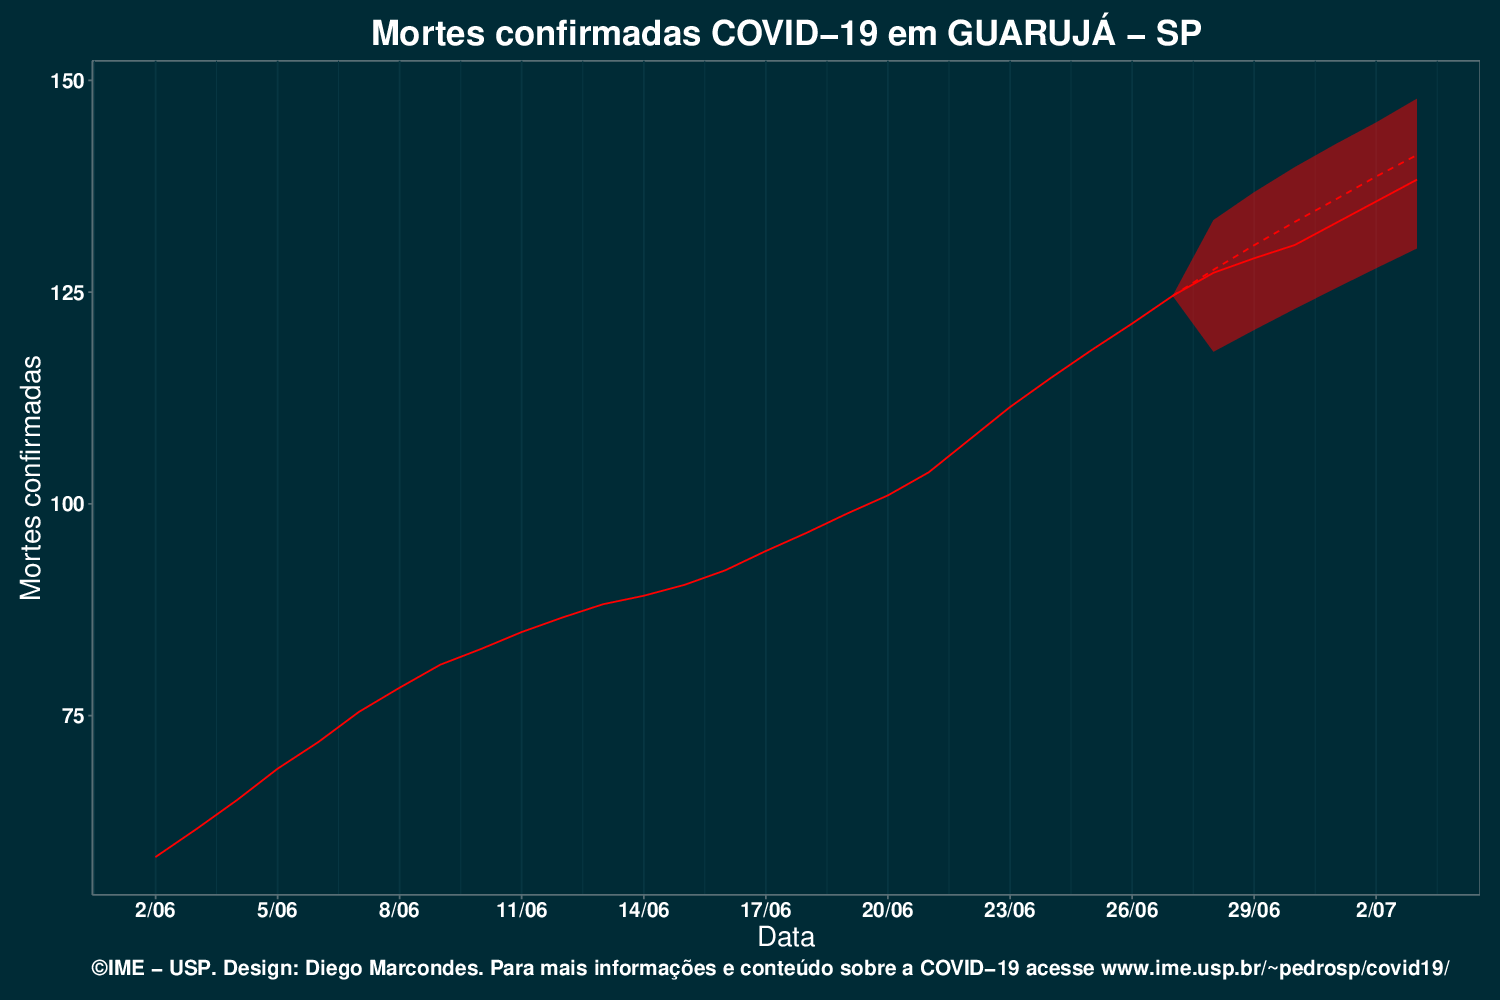 Mortes confirmadas COVID−19 em GUARUJÁ − SP
150
125
100
75
Mortes confirmadas
2/06 5/06 8/06 11/06 14/06 17/06 20/06 23/06 26/06 29/06 2/07
Data
©IME − USP. Design: Diego Marcondes. Para mais informações e conteúdo sobre a COVID−19 acesse www.ime.usp.br/~pedrosp/covid19/